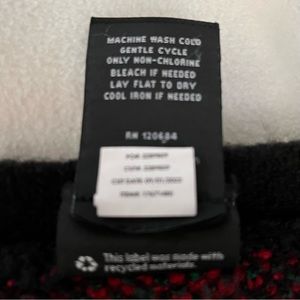 MACHINE WASH COLD
GENTLE CYCLE
ONLY NON-CHLORINE
BLEACH IF NEEDED
LAY FLAT TO DRY
COOL IRON IF NEEDED
RN 120684
This label was made with
recycled materials.